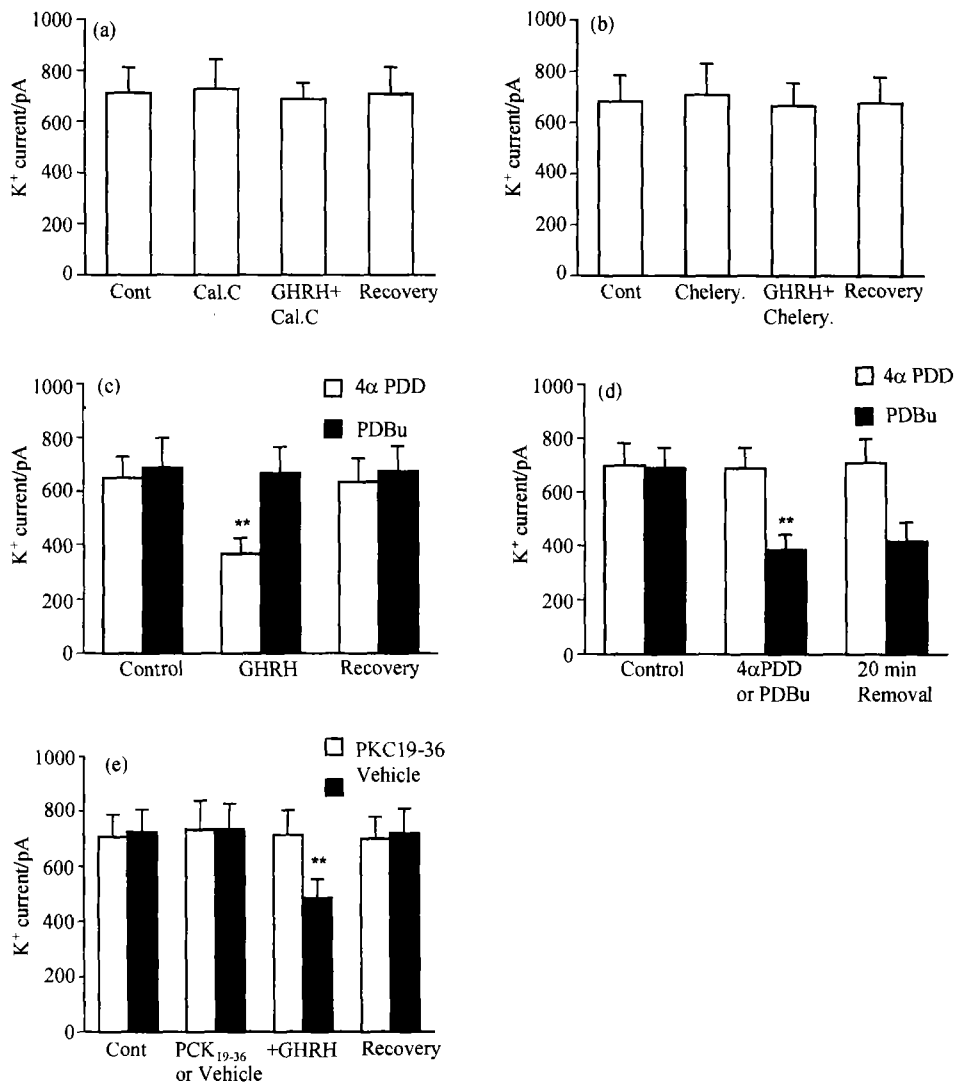 (a)
1000
800
600
400
200
0
K⁺ current/pA
Cont Cal.C GHRH+ Recovery
Cal.C
(b)
1000
800
600
400
200
0
K⁺ current/pA
Cont Chelery. GHRH+ Recovery
Chelery.
(c)
4α PDD
PDBu
1000
800
600
400
200
0
K⁺ current/pA
**
Control GHRH Recovery
(d)
4α PDD
PDBu
1000
800
600
400
200
0
K⁺ current/pA
**
Control 4αPDD 20 min
or PDBu Removal
(e)
PKC19-36
Vehicle
1000
800
600
400
200
0
K⁺ current/pA
**
Cont PCK₁₉₋₃₆ +GHRH Recovery
or Vehicle